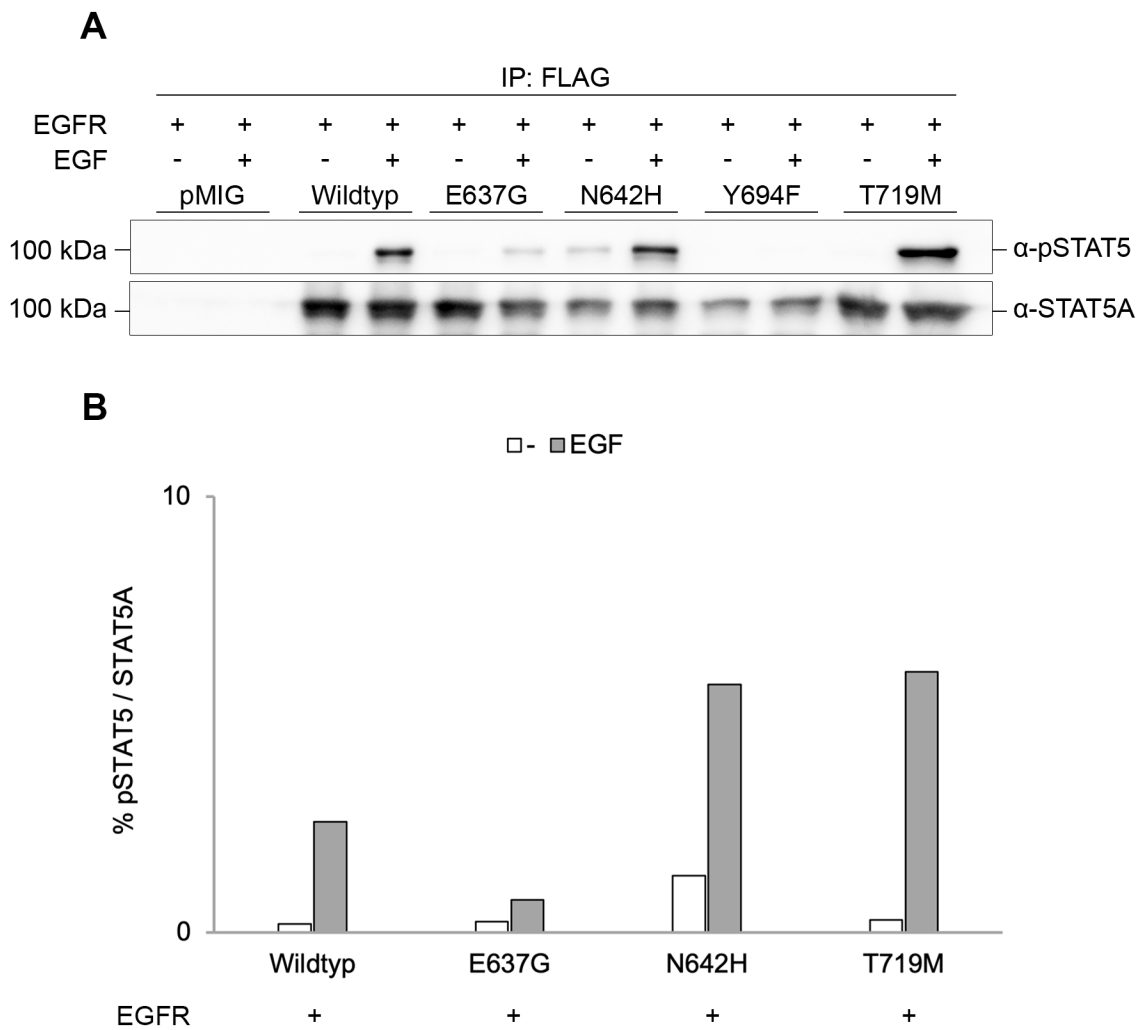 A
IP: FLAG
EGFR + + + + + + + + + + + +
EGF - + - + - + - + - + - +
pMIG Wildtyp E637G N642H Y694F T719M
100 kDa α-pSTAT5
100 kDa α-STAT5A
B
- EGF
10
% pSTAT5 / STAT5A
0
Wildtyp E637G N642H T719M
EGFR + + + +